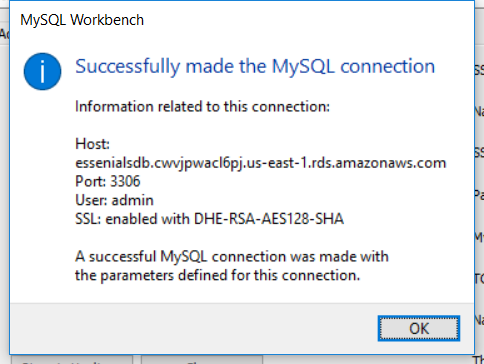 MySQL Workbench
Successfully made the MySQL connection
Information related to this connection:
Host:
essenialsdb.cwvjpwacl6pj.us-east-1.rds.amazonaws.com
Port: 3306
User: admin
SSL: enabled with DHE-RSA-AES128-SHA
A successful MySQL connection was made with
the parameters defined for this connection.
OK